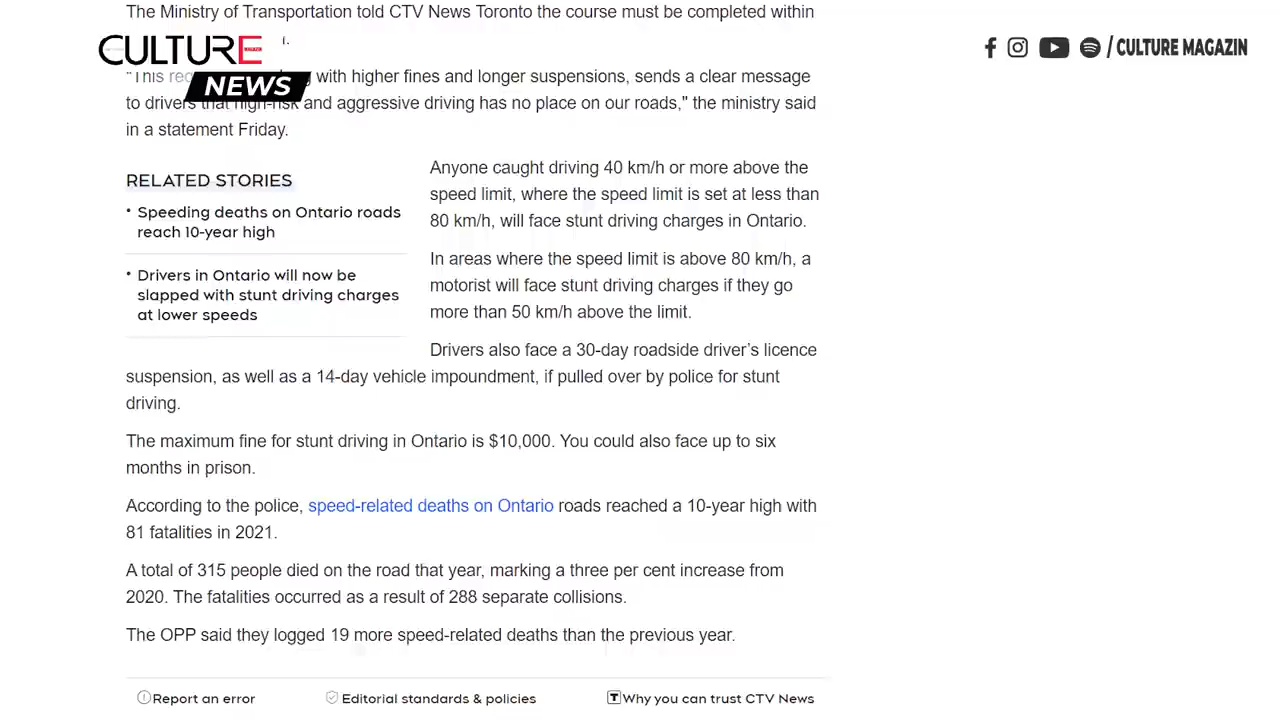 The Ministry of Transportation told CTV News Toronto the course must be completed within
CULTURE
NEWS
/ CULTURE MAGAZIN
"This with higher fines and longer suspensions, sends a clear message
to drivers that high-risk and aggressive driving has no place on our roads," the ministry said
in a statement Friday.
RELATED STORIES
• Speeding deaths on Ontario roads
reach 10-year high
• Drivers in Ontario will now be
slapped with stunt driving charges
at lower speeds
Anyone caught driving 40 km/h or more above the
speed limit, where the speed limit is set at less than
80 km/h, will face stunt driving charges in Ontario.
In areas where the speed limit is above 80 km/h, a
motorist will face stunt driving charges if they go
more than 50 km/h above the limit.
Drivers also face a 30-day roadside driver’s licence
suspension, as well as a 14-day vehicle impoundment, if pulled over by police for stunt
driving.
The maximum fine for stunt driving in Ontario is $10,000. You could also face up to six
months in prison.
According to the police, speed-related deaths on Ontario roads reached a 10-year high with
81 fatalities in 2021.
A total of 315 people died on the road that year, marking a three per cent increase from
2020. The fatalities occurred as a result of 288 separate collisions.
The OPP said they logged 19 more speed-related deaths than the previous year.
Report an error
Editorial standards & policies
Why you can trust CTV News